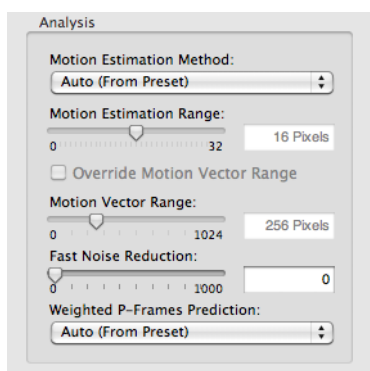 Analysis
Motion Estimation Method:
Auto (From Preset)
Motion Estimation Range:
0 32 16 Pixels
Override Motion Vector Range
Motion Vector Range:
0 1024 256 Pixels
Fast Noise Reduction:
0 1000 0
Weighted P-Frames Prediction:
Auto (From Preset)